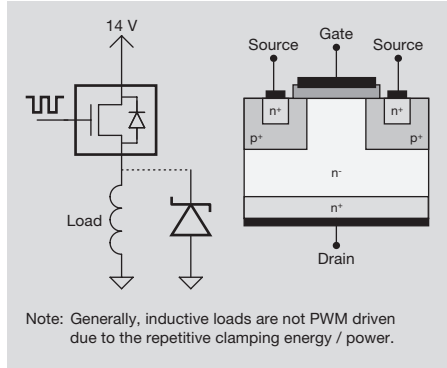 14 V
Load
Gate
Source
Source
n+
n+
p+
p+
n-
n+
Drain
Note: Generally, inductive loads are not PWM driven
due to the repetitive clamping energy / power.